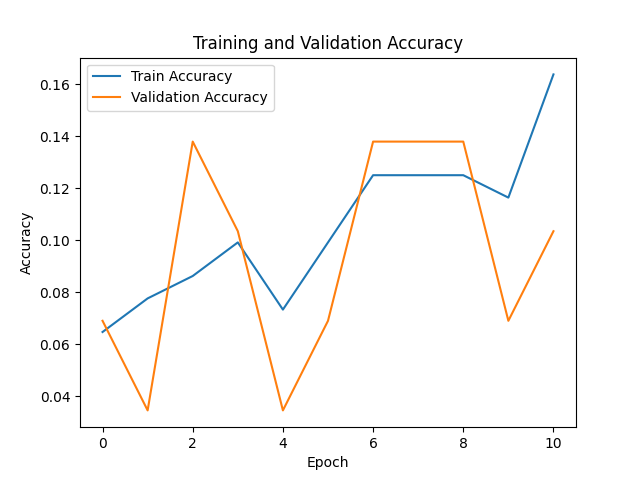 Training and Validation Accuracy
Train Accuracy
Validation Accuracy
0.16
0.14
0.12
0.10
0.08
0.06
0.04
Accuracy
0 2 4 6 8 10
Epoch